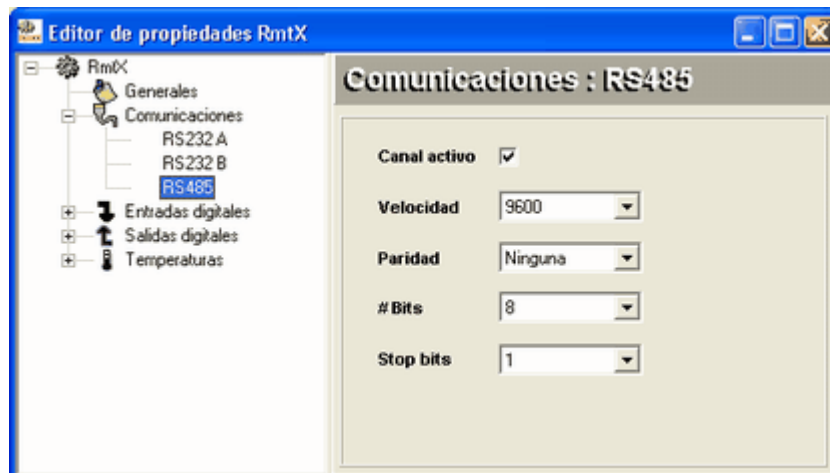 Editor de propiedades RmtX
RmtX
Generales
Comunicaciones
RS232 A
RS232 B
RS485
Entradas digitales
Salidas digitales
Temperaturas
Comunicaciones : RS485
Canal activo
Velocidad 9600
Paridad Ninguna
# Bits 8
Stop bits 1